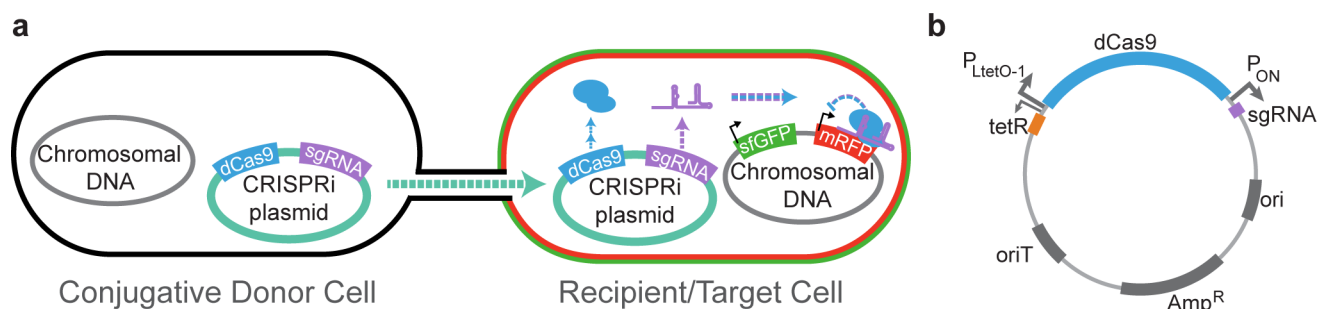 a
dCas9
sgRNA
Chromosomal
DNA
CRISPRi
plasmid
Conjugative Donor Cell
dCas9
sgRNA
CRISPRi
plasmid
sfGFP
mRFP
Chromosomal
DNA
Recipient/Target Cell
b
dCas9
PLtetO-1
PON
tetR
sgRNA
ori
oriT
AmpR